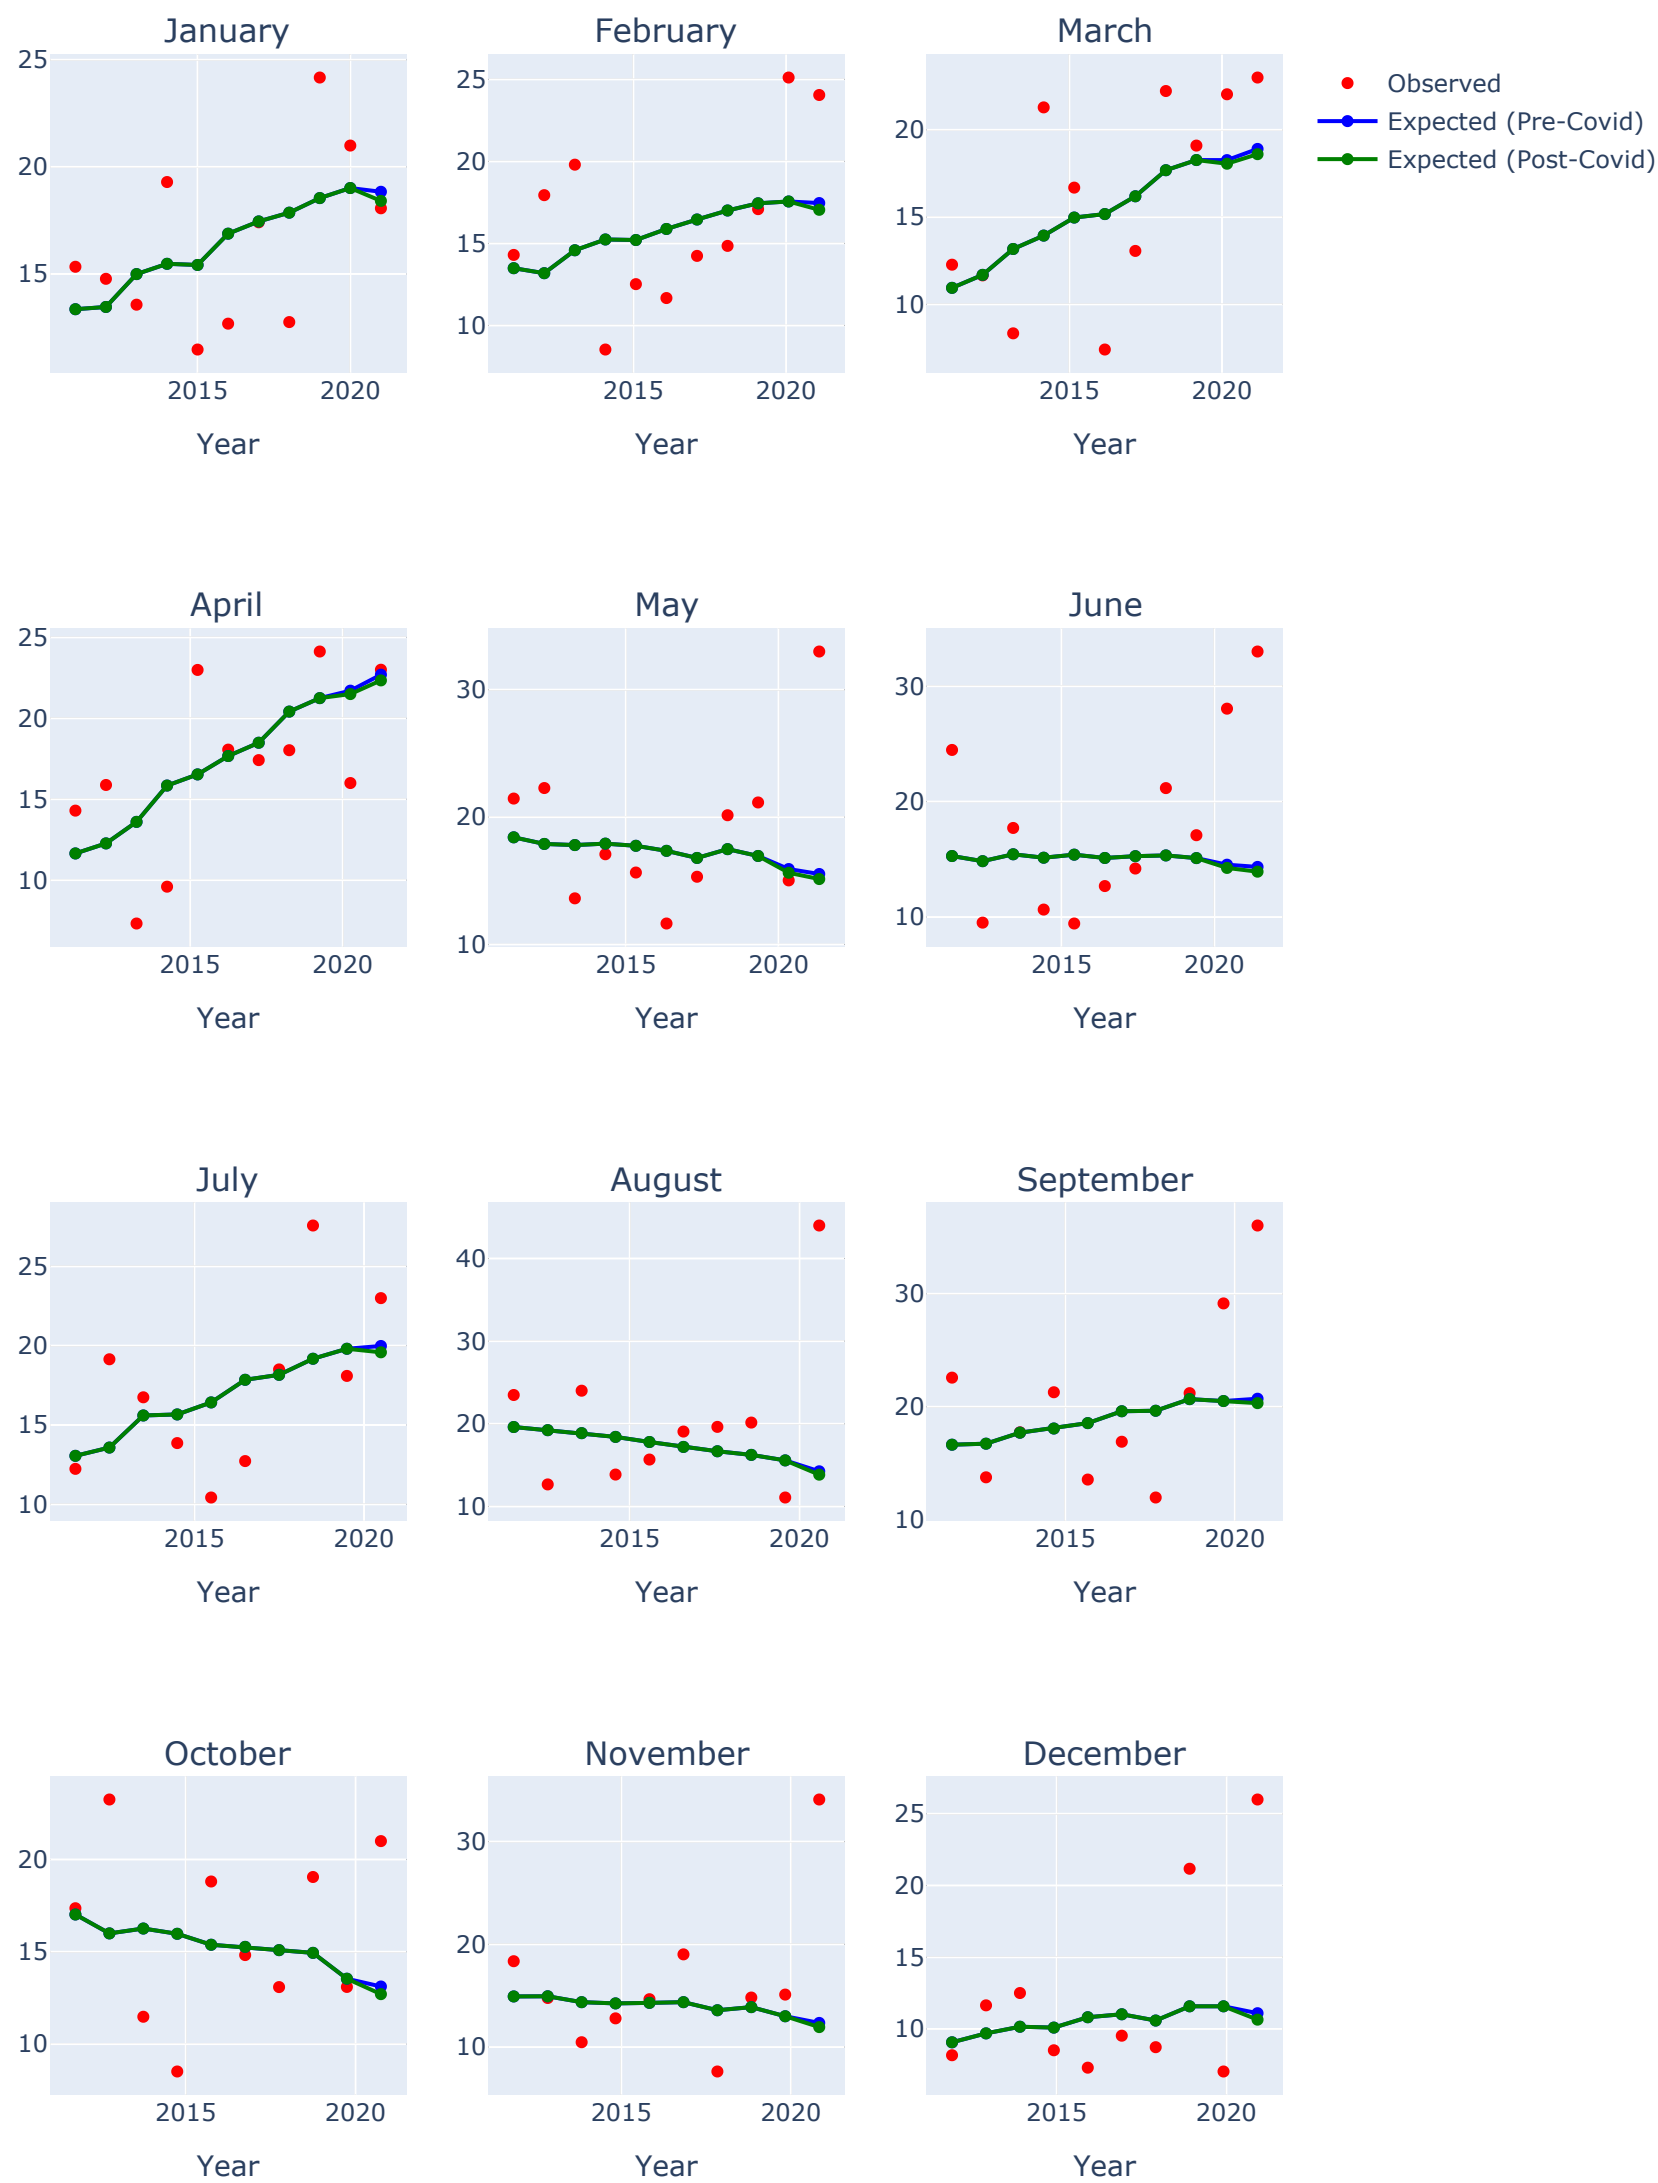 January
February
March
25
20
15
2015
2020
Year
25
20
15
10
2015
2020
Year
20
15
10
2015
2020
Year
Observed
Expected (Pre-Covid)
Expected (Post-Covid)
April
May
June
25
20
15
10
2015
2020
Year
30
20
10
2015
2020
Year
30
20
10
2015
2020
Year
July
August
September
25
20
15
10
2015
2020
Year
40
30
20
10
2015
2020
Year
30
20
10
2015
2020
Year
October
November
December
20
15
10
2015
2020
Year
30
20
10
2015
2020
Year
25
20
15
10
2015
2020
Year